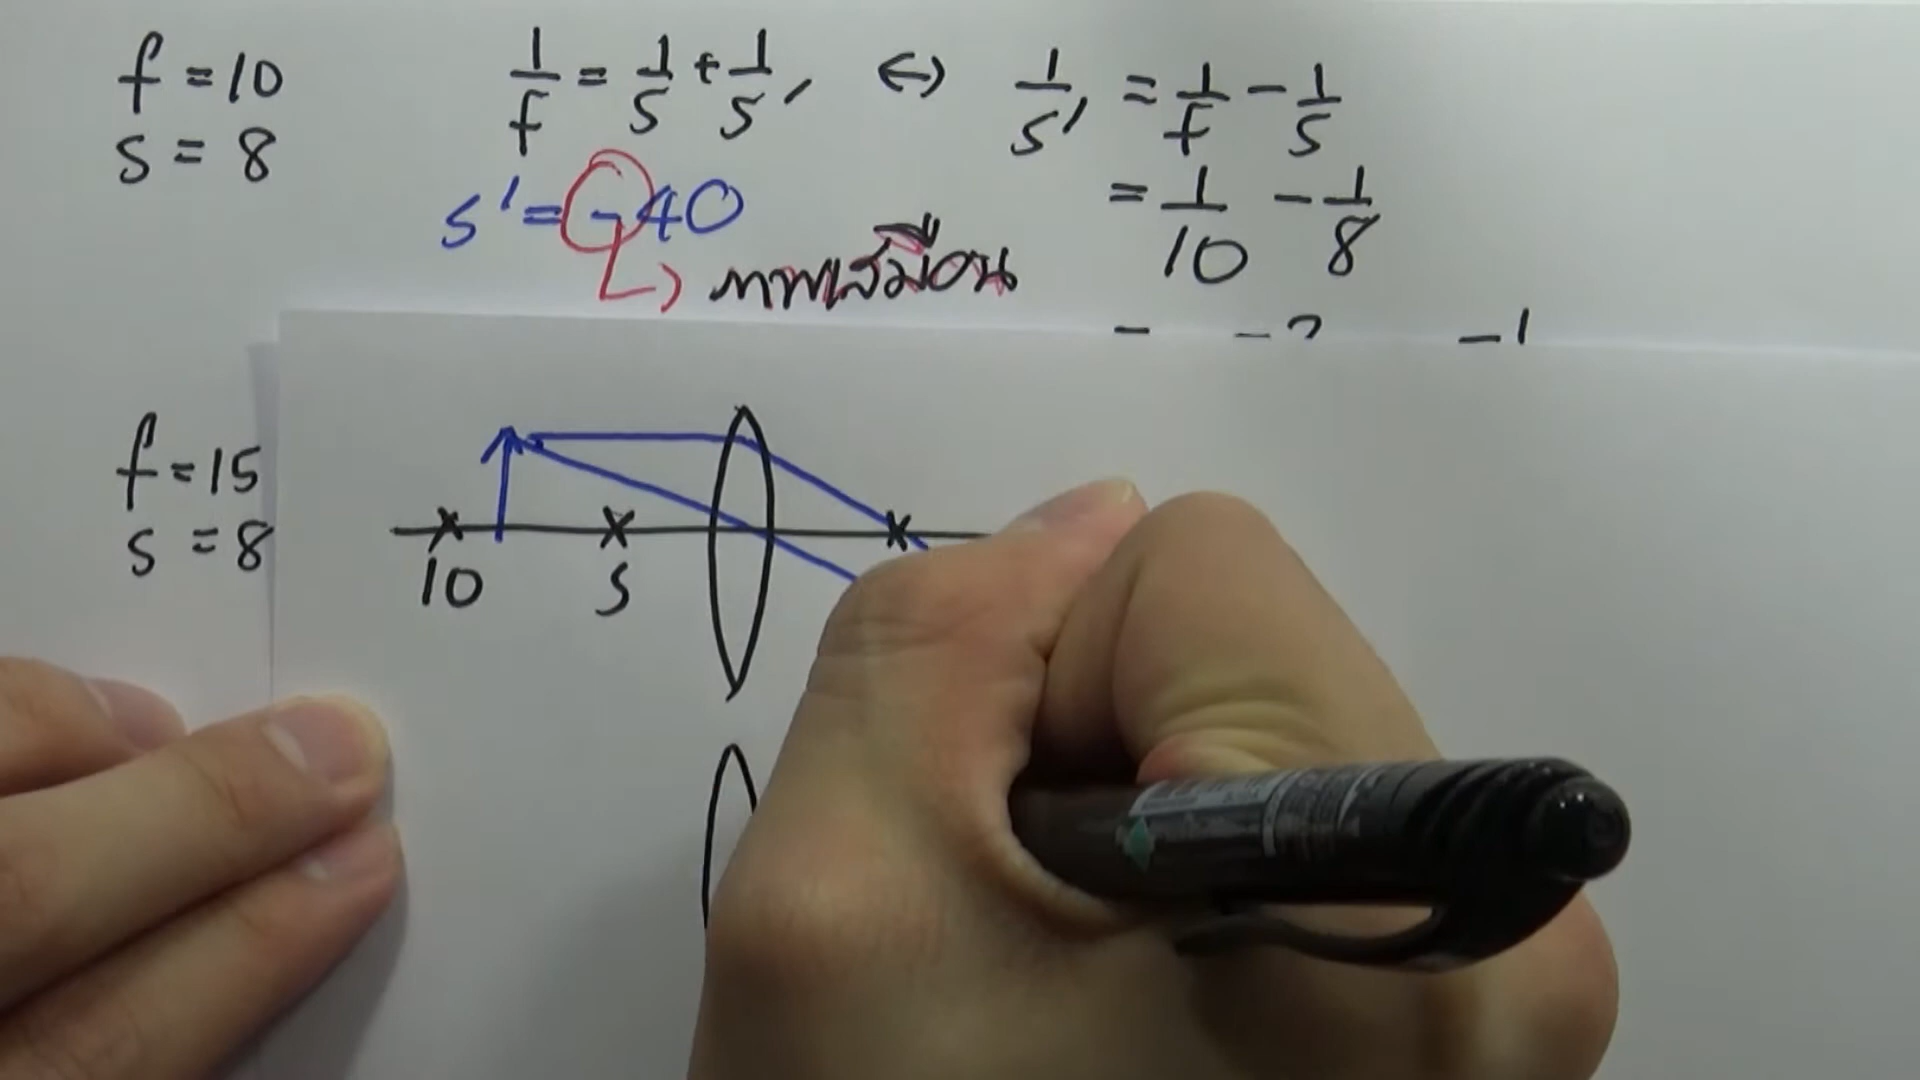 f = 10
s = 8
1/f = 1/s + 1/s' ↔ 1/s' = 1/f - 1/s
= 1/10 - 1/8
s' = -40
ภาพเสมือน
f = 15
s = 8
10 5